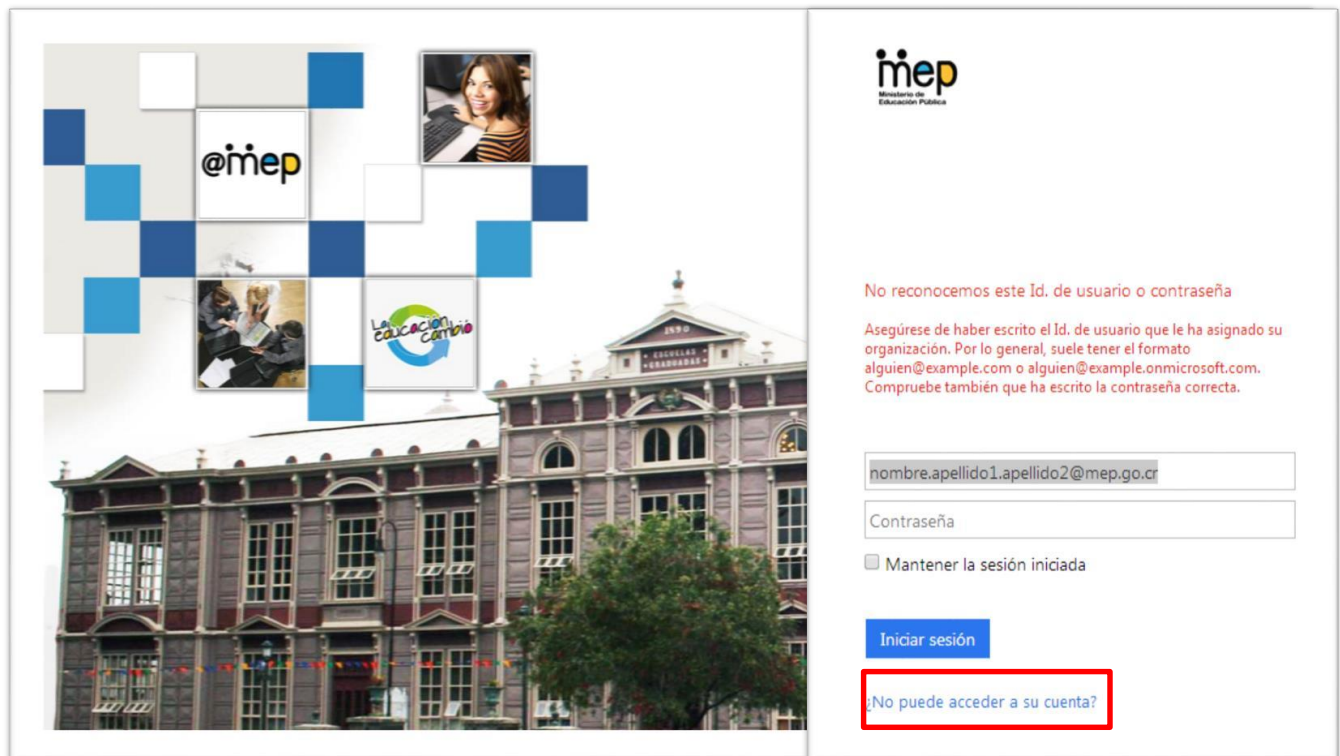 @mep
La
educación
cambio
1890
ESCUELAS
GRADUADAS
mep
Ministerio de
Educación Pública
No reconocemos este Id. de usuario o contraseña
Asegúrese de haber escrito el Id. de usuario que le ha asignado su
organización. Por lo general, suele tener el formato
alguien@example.com o alguien@example.onmicrosoft.com.
Compruebe también que ha escrito la contraseña correcta.
nombre.apellido1.apellido2@mep.go.cr
Contraseña
Mantener la sesión iniciada
Iniciar sesión
¿No puede acceder a su cuenta?